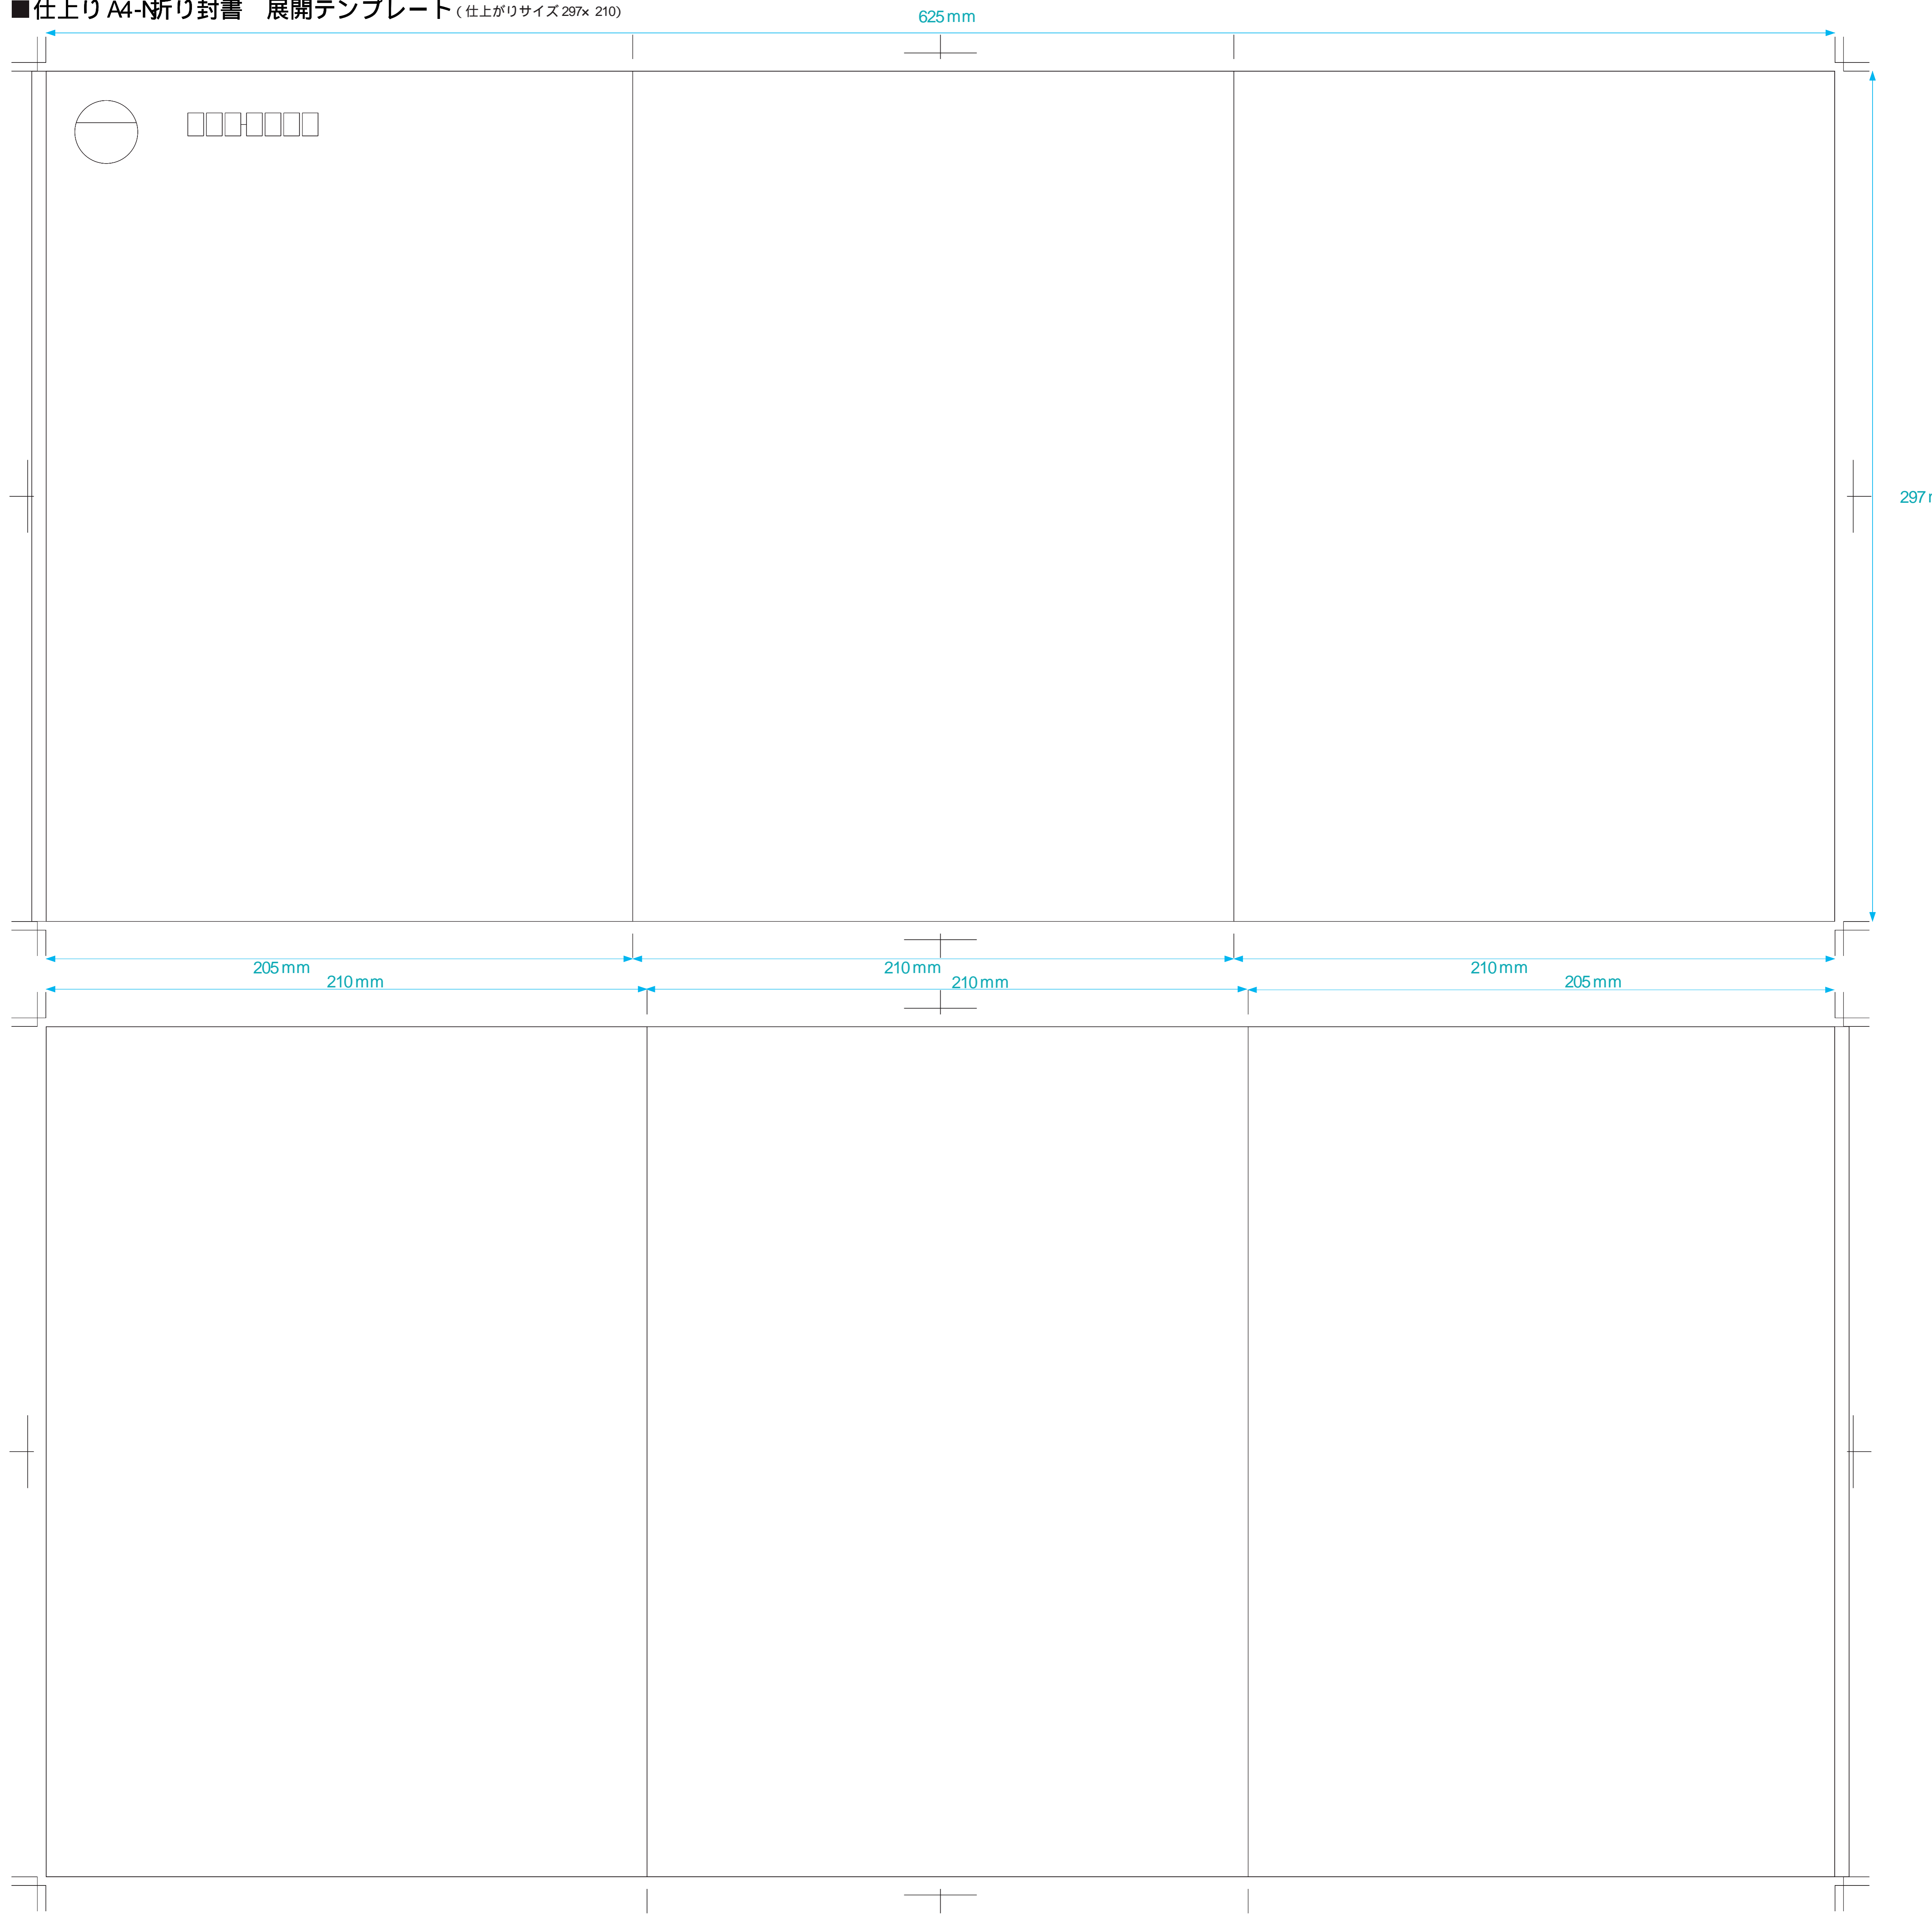 ■仕上り A4-N折り封書　展開テンプレート ( 仕上がりサイズ 297× 210)
625mm
297
205mm 210mm 210mm
210mm 210mm 205mm